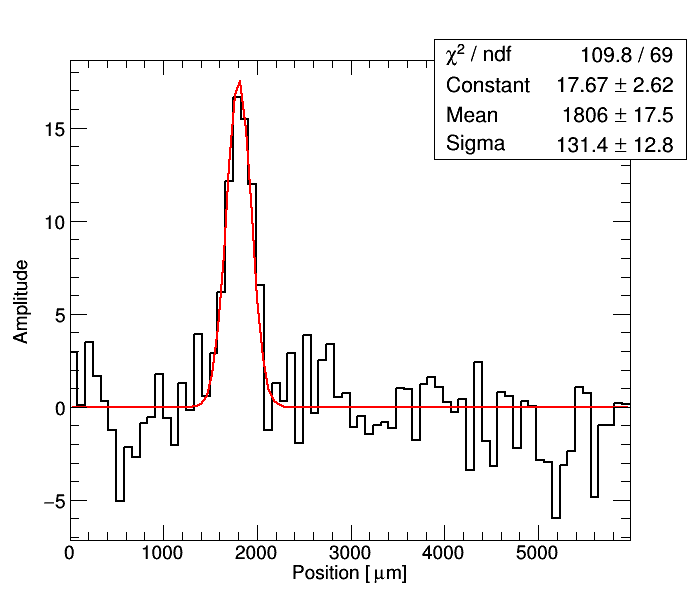 χ² / ndf 109.8 / 69
Constant 17.67 ± 2.62
Mean 1806 ± 17.5
Sigma 131.4 ± 12.8
Amplitude
15
10
5
0
−5
0 1000 2000 3000 4000 5000
Position [ μm]